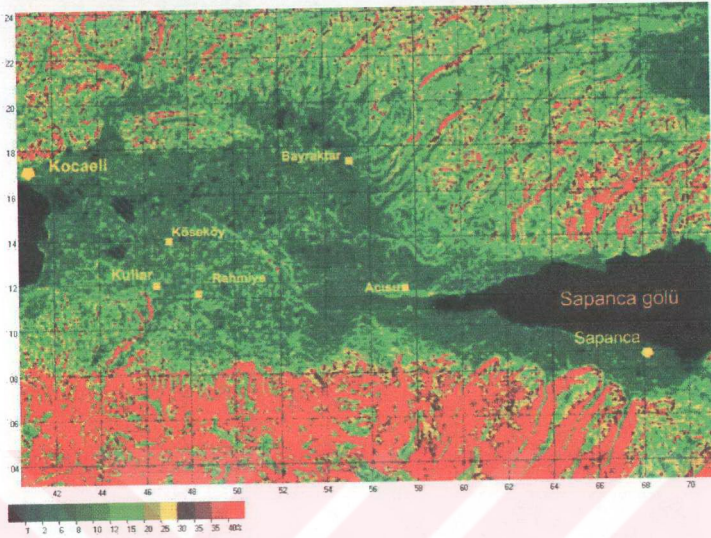 24
22
20
18
16
14
12
10
08
06
04
Kocaeli
Bayraktar
Köseköy
Kullar
Rahmiye
Acısu
Sapanca gölü
Sapanca
42 44 46 48 50 52 54 56 58 60 62 64 66 68 70
1 2 6 8 10 12 15 20 25 30 25 35 40%